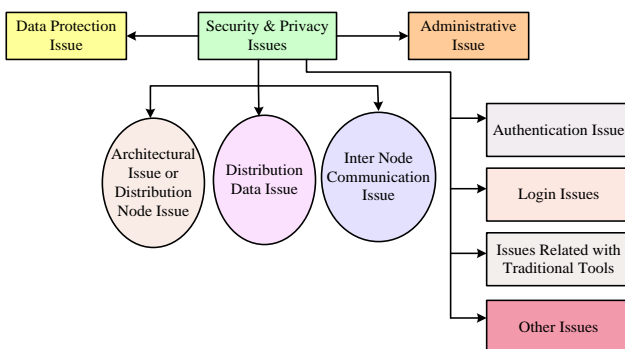 Data Protection
Issue
Security & Privacy
Issues
Administrative
Issue
Architectural
Issue or
Distribution
Node Issue
Distribution
Data Issue
Inter Node
Communication
Issue
Authentication Issue
Login Issues
Issues Related with
Traditional Tools
Other Issues